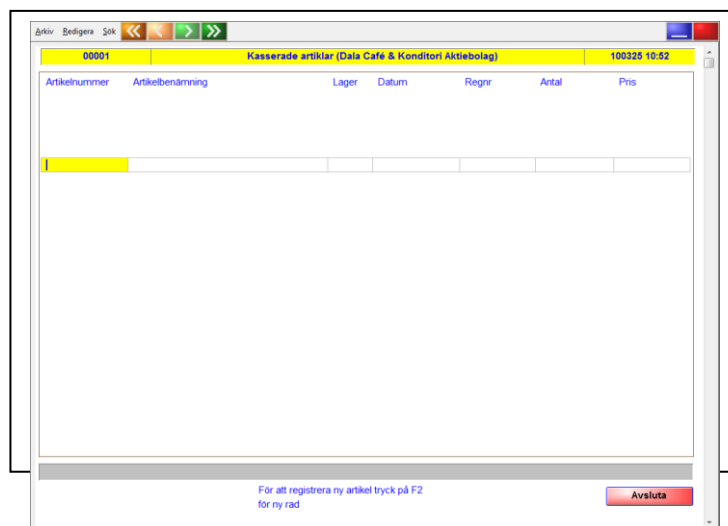 Arkiv Redigera Sök
00001 Kasserade artiklar (Dala Café & Konditori Aktiebolag) 100325 10:52
Artikelnummer Artikelbenämning Lager Datum Regnr Antal Pris
För att registrera ny artikel tryck på F2
för ny rad
Avsluta